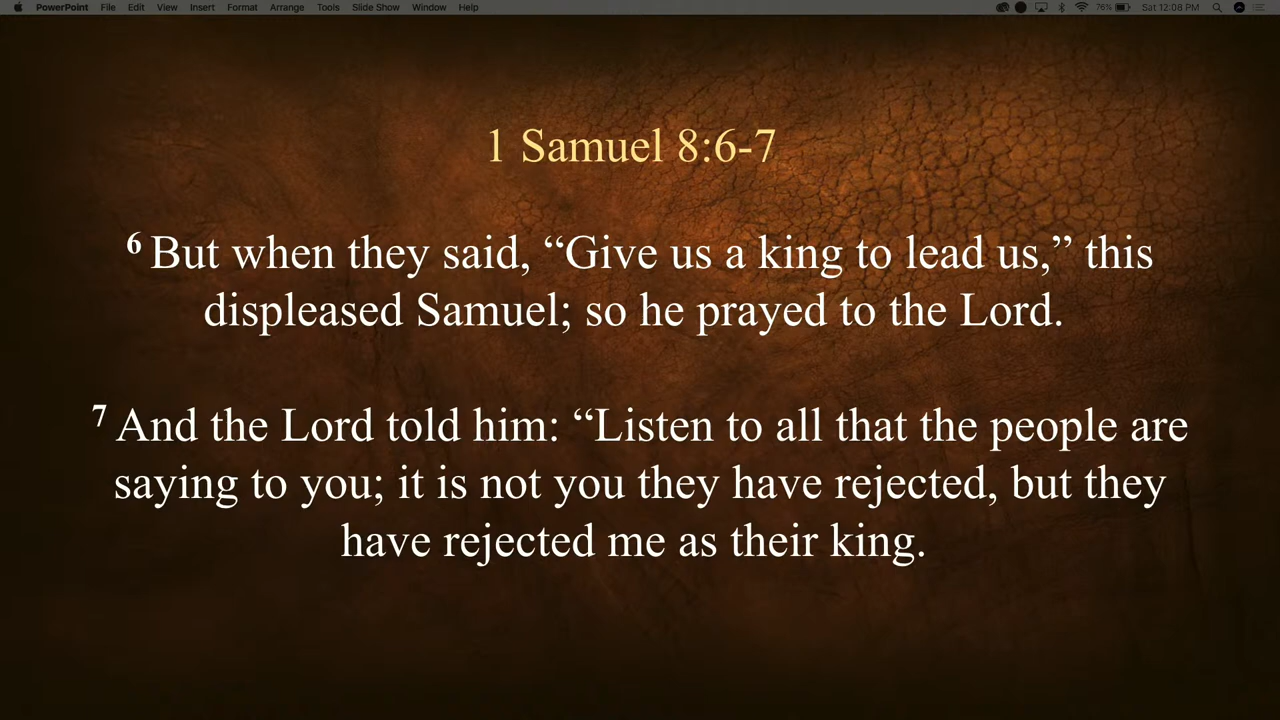 PowerPoint File Edit View Insert Format Arrange Tools Slide Show Window Help 76% Sat 12:08 PM
1 Samuel 8:6-7
6 But when they said, “Give us a king to lead us,” this
displeased Samuel; so he prayed to the Lord.
7 And the Lord told him: “Listen to all that the people are
saying to you; it is not you they have rejected, but they
have rejected me as their king.